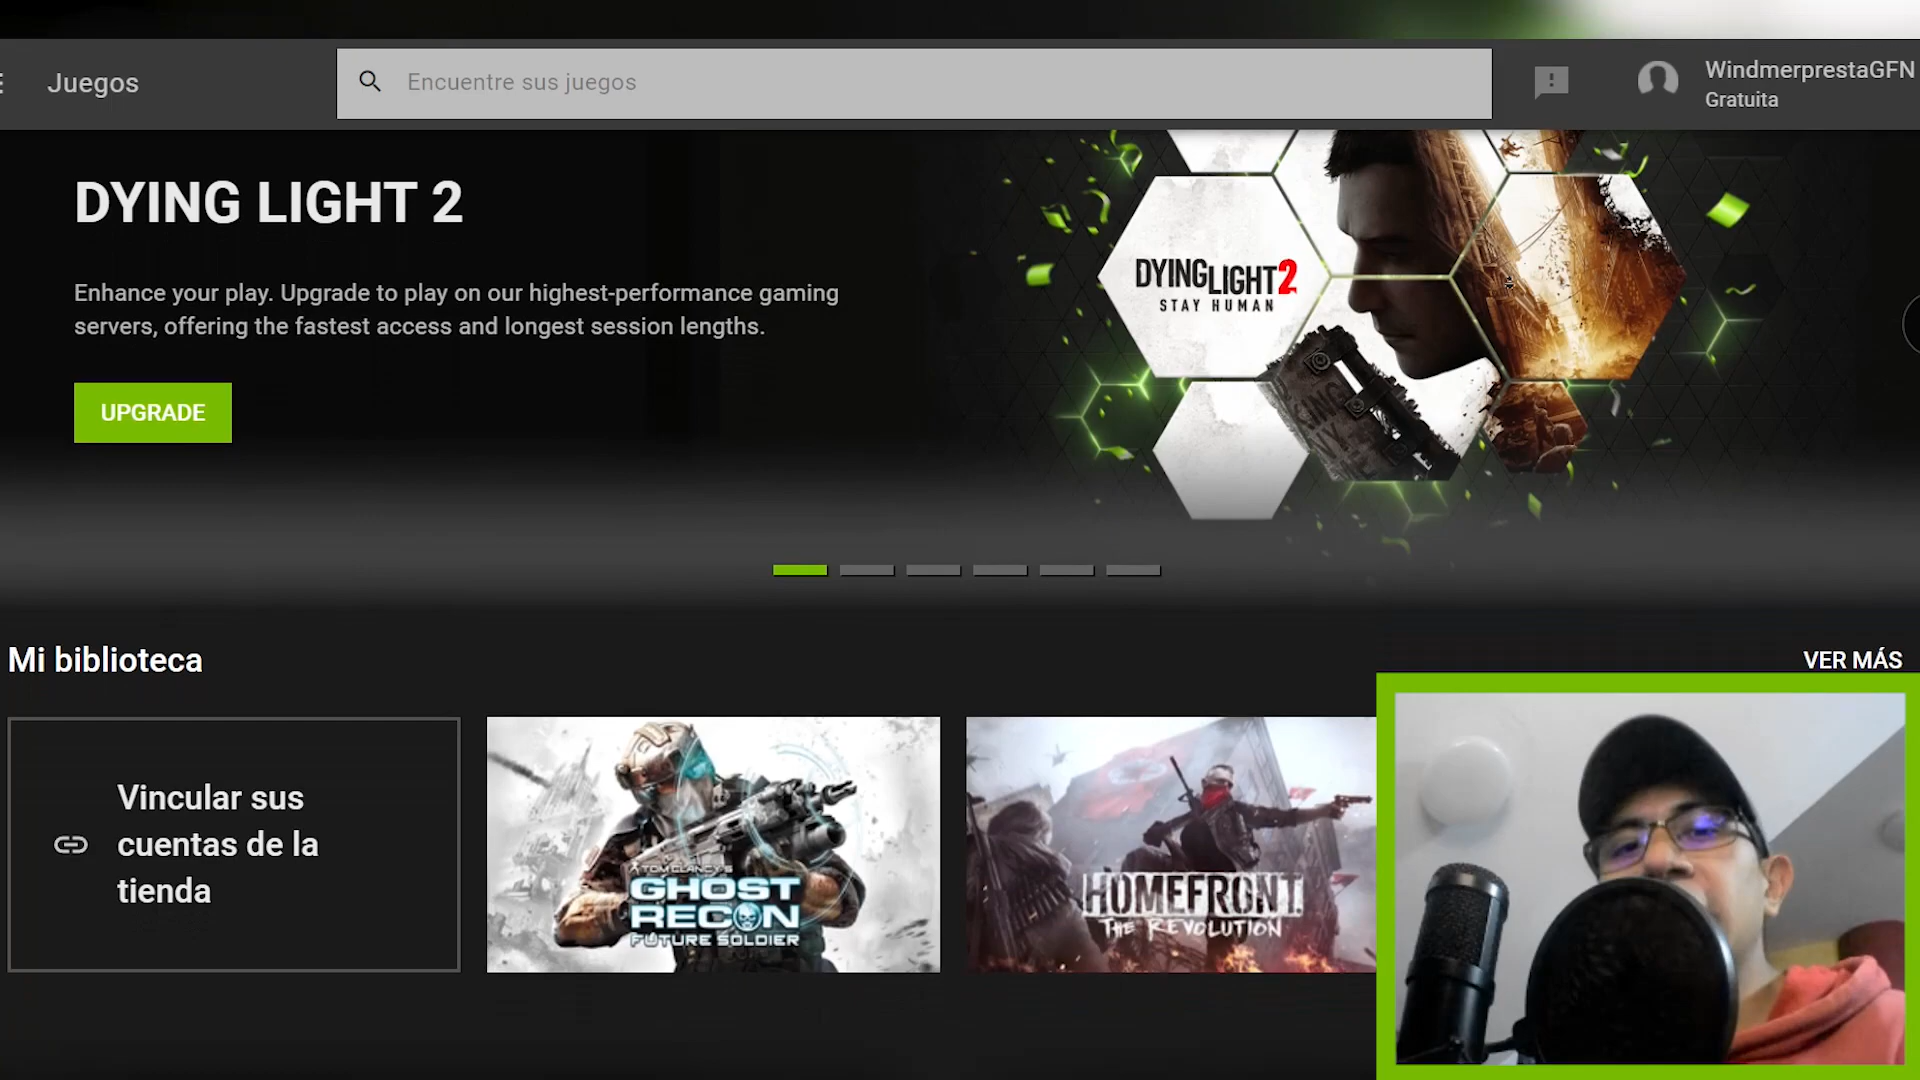 Juegos
Encuentre sus juegos
WindmerprestaGFN
Gratuita
DYING LIGHT 2
Enhance your play. Upgrade to play on our highest-performance gaming
servers, offering the fastest access and longest session lengths.
UPGRADE
DYING LIGHT 2
STAY HUMAN
Mi biblioteca
VER MÁS
Vincular sus
cuentas de la
tienda
TOM CLANCY'S
GHOST
RECON
FUTURE SOLDIER
HOMEFRONT
THE REVOLUTION